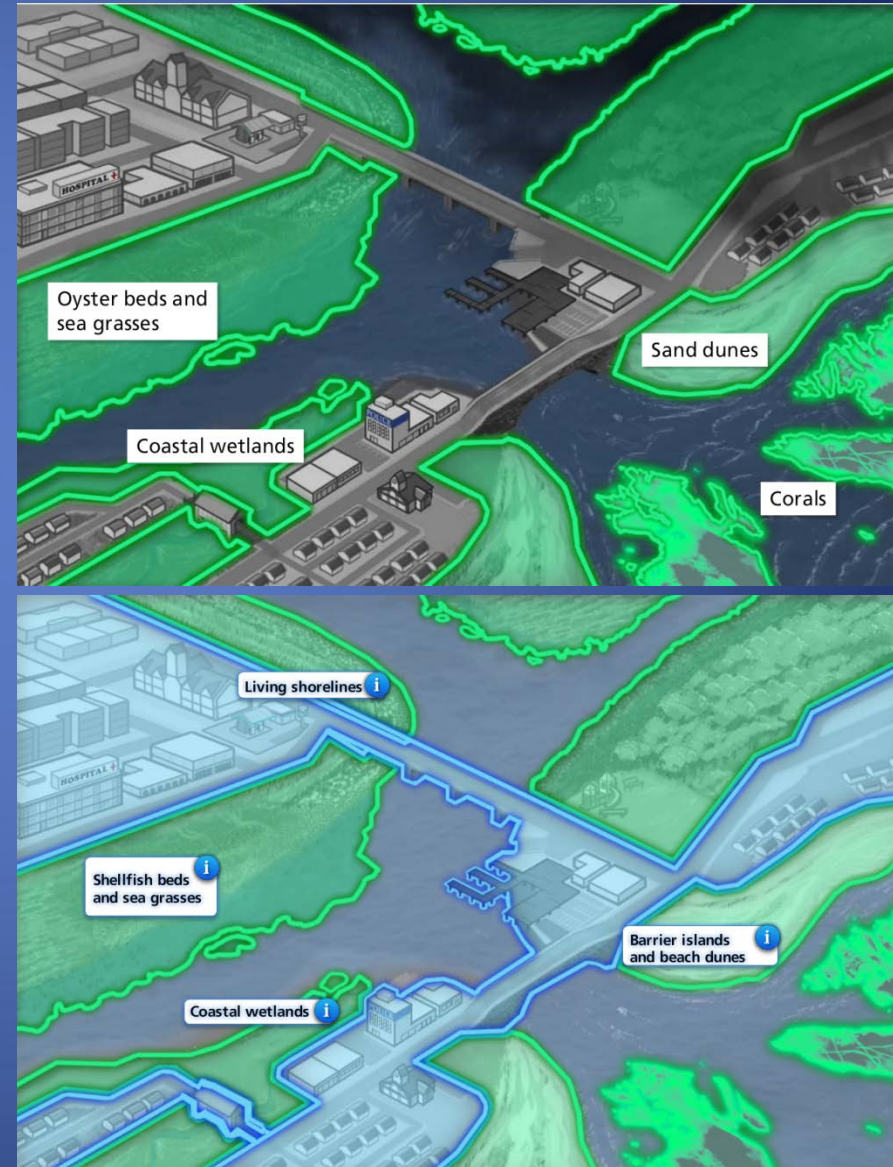 HOSPITAL
Oyster beds and
sea grasses
Sand dunes
POLICE
Coastal wetlands
Corals
Living shorelines i
HOSPITAL
Shellfish beds
and sea grasses i
Barrier islands
and beach dunes i
Coastal wetlands i